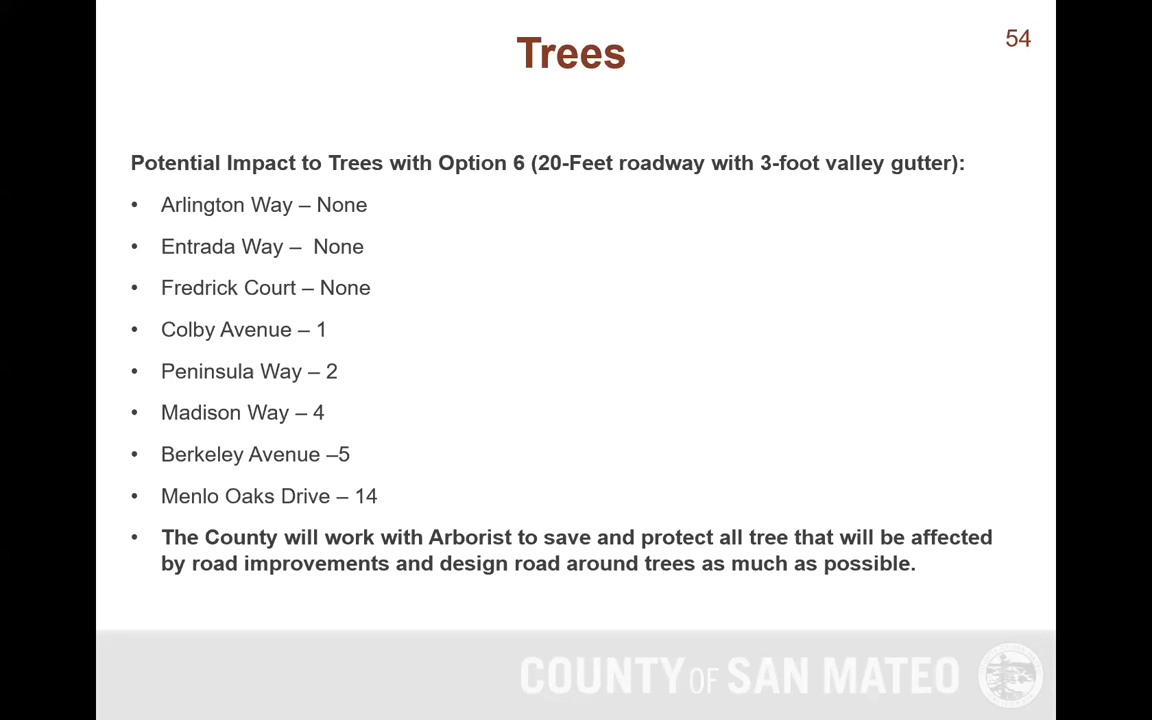 Trees
54
Potential Impact to Trees with Option 6 (20-Feet roadway with 3-foot valley gutter):
• Arlington Way – None
• Entrada Way –  None
• Fredrick Court – None
• Colby Avenue – 1
• Peninsula Way – 2
• Madison Way – 4
• Berkeley Avenue –5
• Menlo Oaks Drive – 14
• The County will work with Arborist to save and protect all tree that will be affected
by road improvements and design road around trees as much as possible.
COUNTY OF SAN MATEO